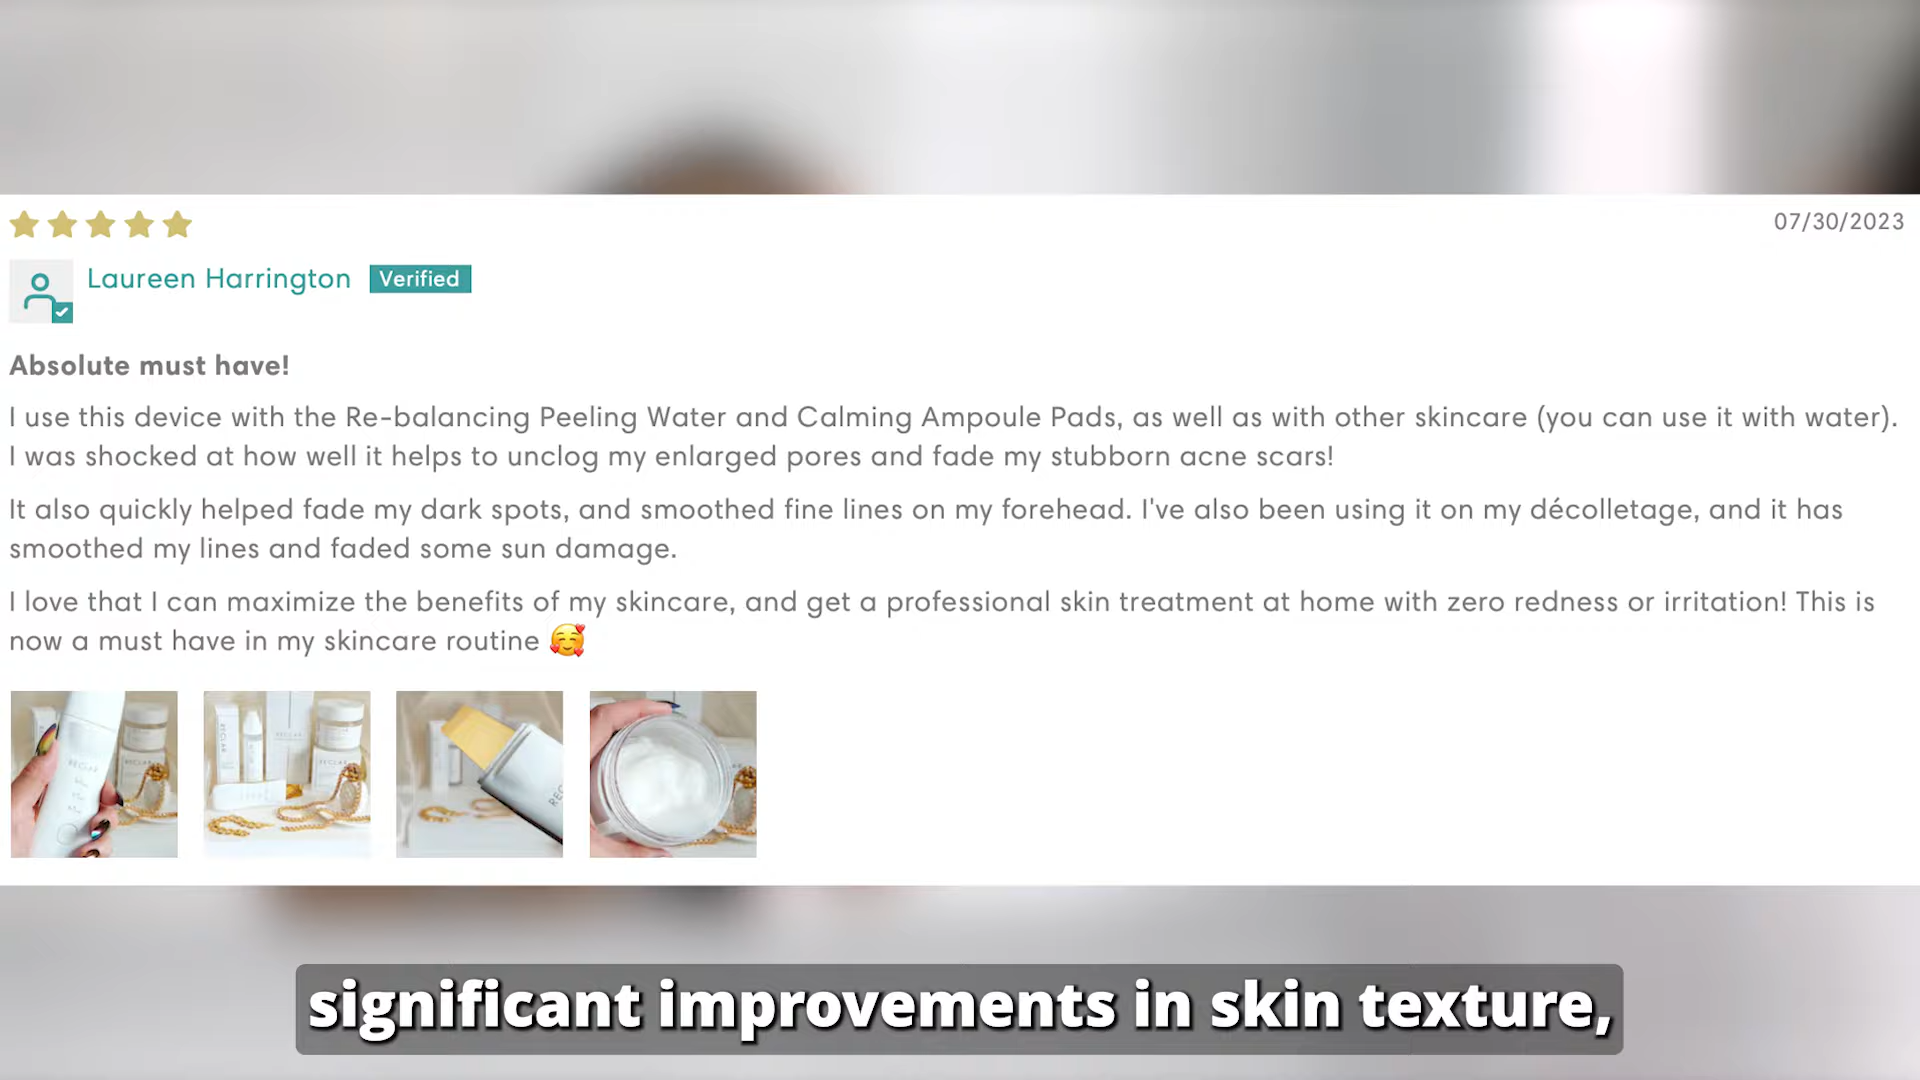 07/30/2023
Laureen Harrington Verified
Absolute must have!
I use this device with the Re-balancing Peeling Water and Calming Ampoule Pads, as well as with other skincare (you can use it with water).
I was shocked at how well it helps to unclog my enlarged pores and fade my stubborn acne scars!
It also quickly helped fade my dark spots, and smoothed fine lines on my forehead. I've also been using it on my décolletage, and it has
smoothed my lines and faded some sun damage.
I love that I can maximize the benefits of my skincare, and get a professional skin treatment at home with zero redness or irritation! This is
now a must have in my skincare routine 🥰
significant improvements in skin texture,